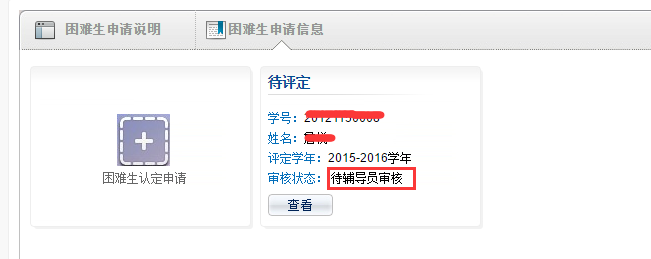 困难生申请说明
困难生申请信息
待评定
学号：
姓名：
评定学年：2015-2016学年
审核状态：待辅导员审核
查看
困难生认定申请